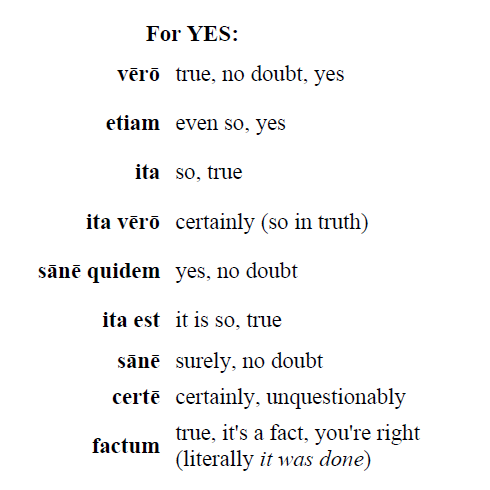 For YES:
vērō true, no doubt, yes
etiam even so, yes
ita so, true
ita vērō certainly (so in truth)
sānē quidem yes, no doubt
ita est it is so, true
sānē surely, no doubt
certē certainly, unquestionably
factum true, it's a fact, you're right
(literally it was done)